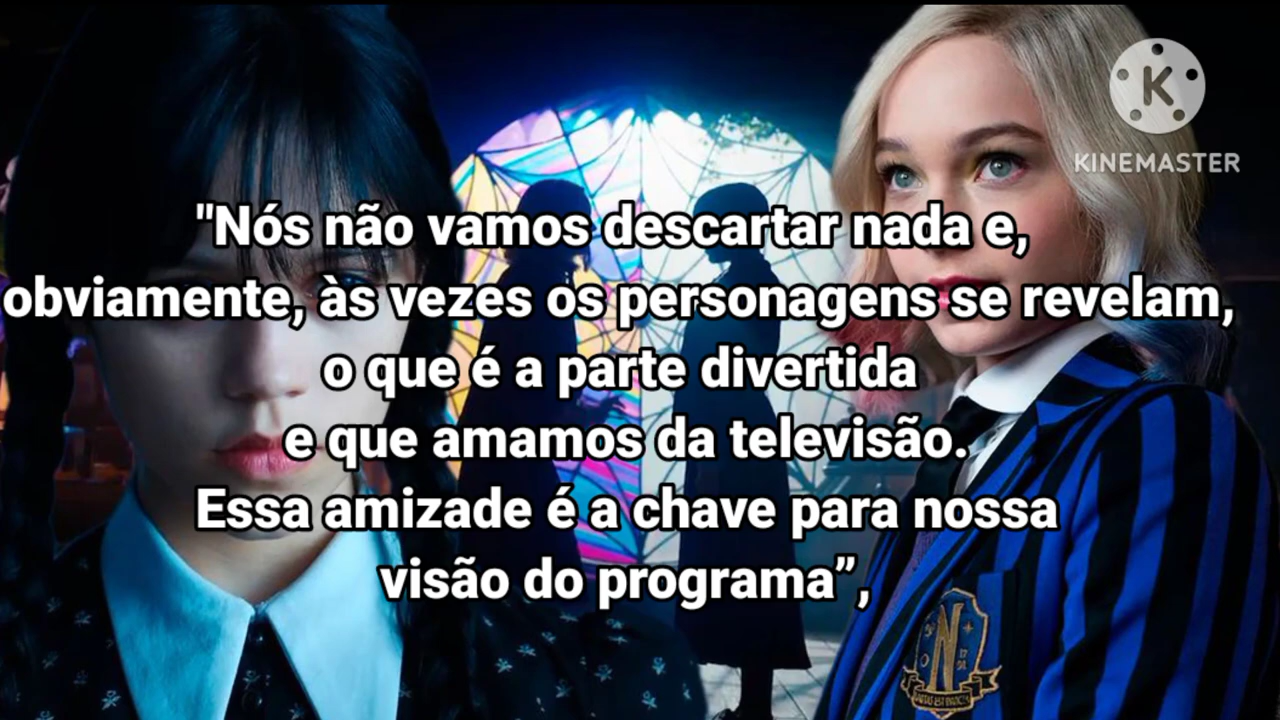 K
KINEMASTER
"Nós não vamos descartar nada e,
obviamente, às vezes os personagens se revelam,
o que é a parte divertida
e que amamos da televisão.
Essa amizade é a chave para nossa
visão do programa”,
N